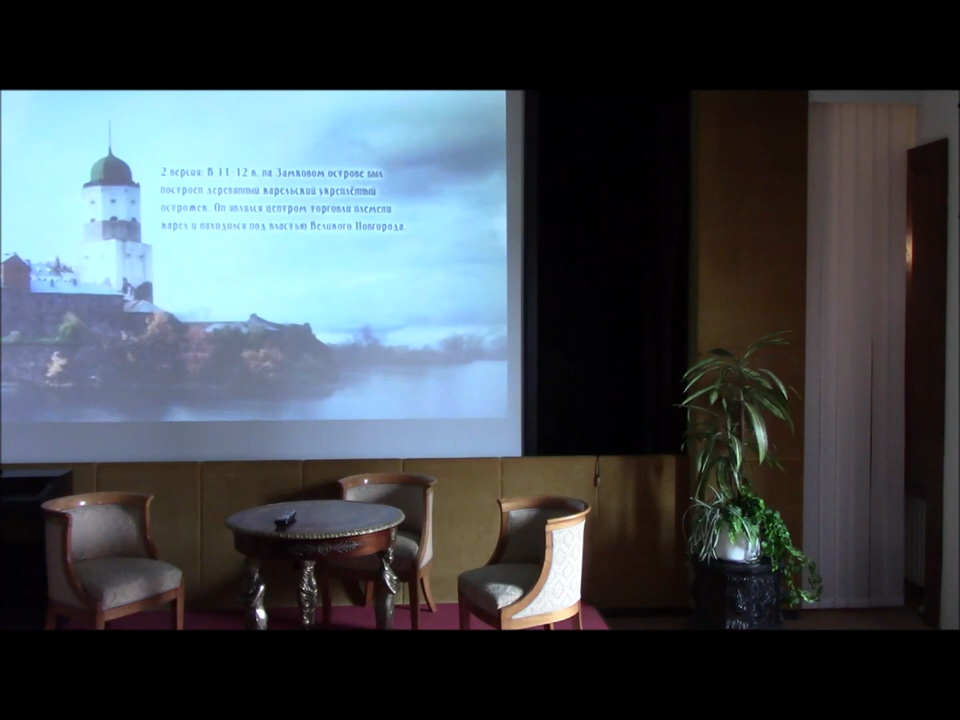 2 версия: В 11-12 в. на Замковом острове был
построен деревянный карельский укреплётный
острожек. Он являлся центром торговли племени
карел и находился под властью Великого Новгорода.